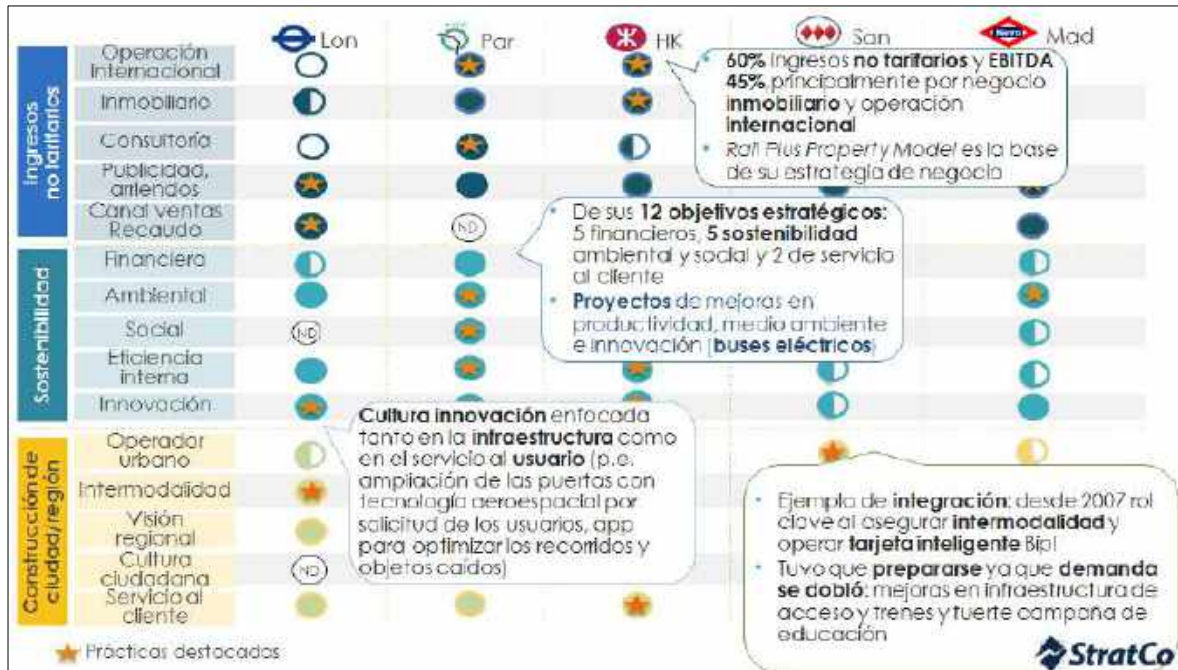 Lon Par HK San Mad
Ingresos
no tarifarios
Operación
Internacional
Inmobiliario
Consultoría
Publicidad,
arriendos
Canal ventas
Recaudo
ND
60% ingresos no tarifarios y EBITDA
45% principalmente por negocio
inmobiliario y operación
internacional
Rail Plus Property Model es la base
de su estrategia de negocio
Sostenibilidad
Financiero
Ambiental
Social
ND
Eficiencia
interna
Innovación
De sus 12 objetivos estratégicos:
5 financieros, 5 sostenibilidad
ambiental y social y 2 de servicio
al cliente
Proyectos de mejoras en
productividad, medio ambiente
e innovación (buses eléctricos)
Construcción de
ciudad/región
Operador
urbano
Intermodalidad
Visión
regional
Cultura
ciudadana
ND
Servicio al
cliente
Cultura innovación enfocada
tanto en la infraestructura como
en el servicio al usuario (p.e.
ampliación de las puertas con
tecnología aeroespacial por
solicitud de los usuarios, app
para optimizar los recorridos y
objetos caídos)
Ejemplo de integración: desde 2007 rol
clave al asegurar intermodalidad y
operar tarjeta inteligente Bip!
Tuvo que prepararse ya que demanda
se dobló: mejoras en infraestructura de
acceso y trenes y fuerte campaña de
educación
Prácticas destacadas
StratCo